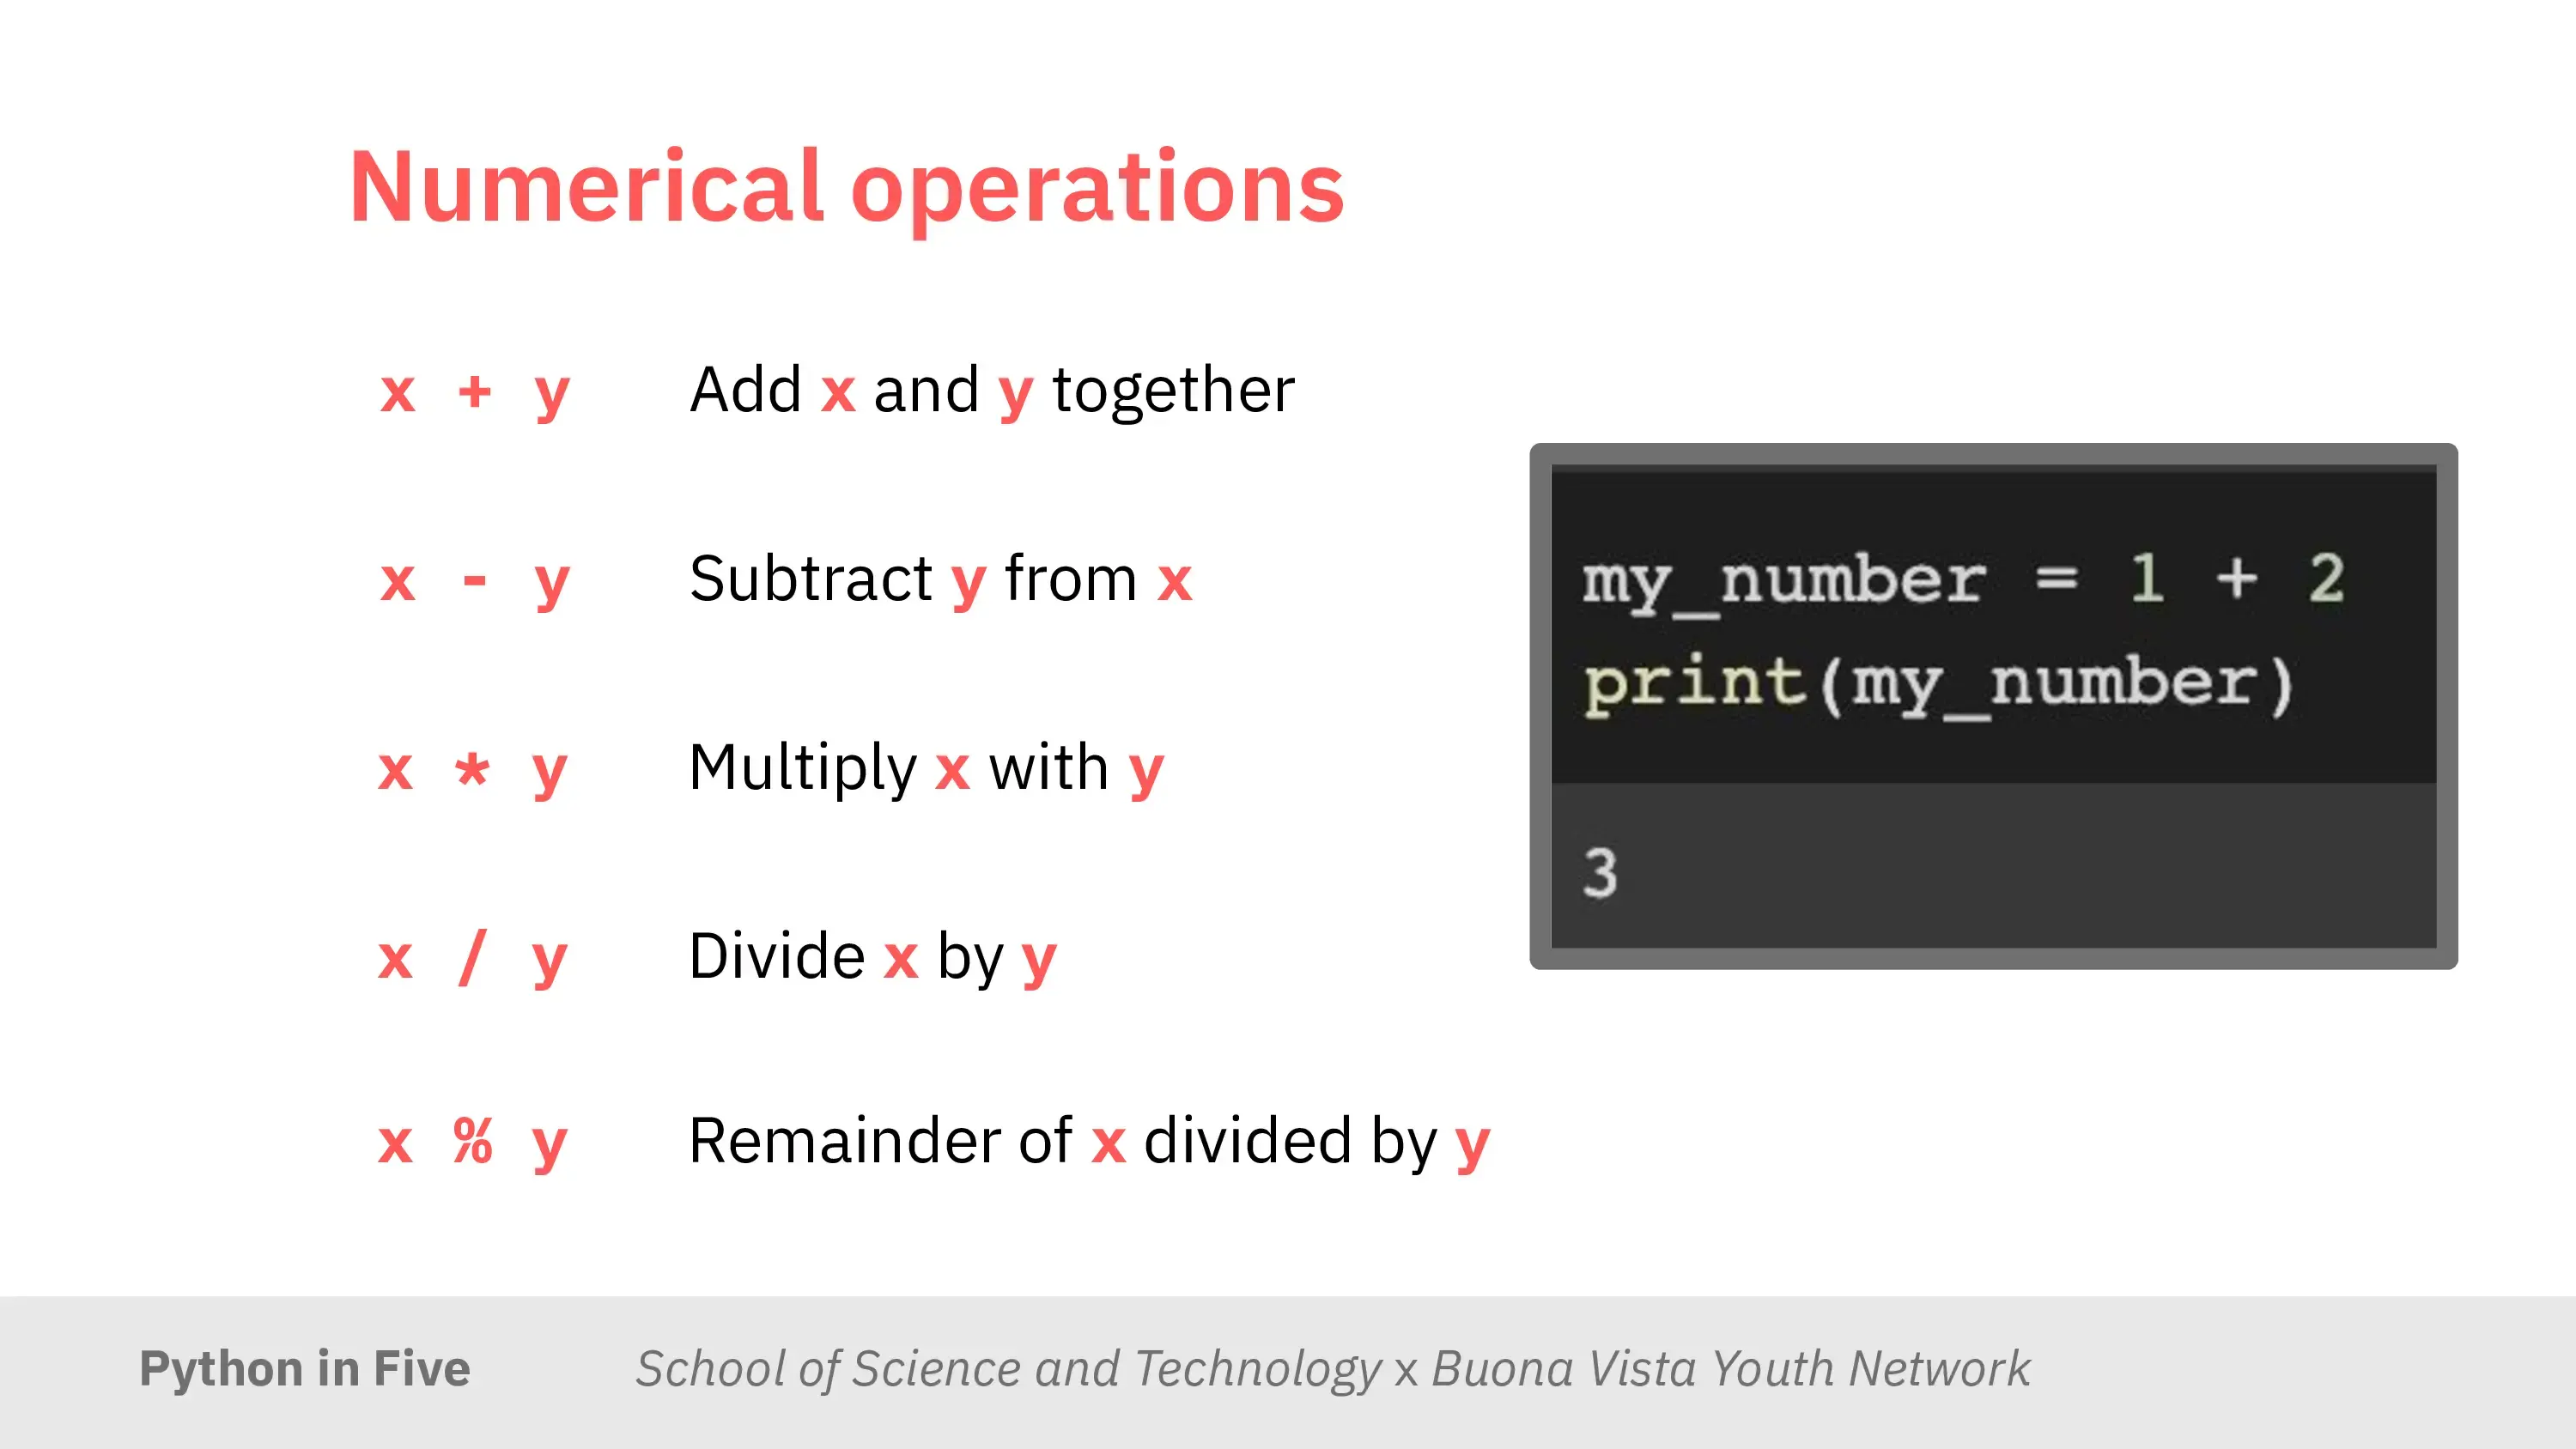 Numerical operations
x + y Add x and y together
x - y Subtract y from x
x * y Multiply x with y
x / y Divide x by y
x % y Remainder of x divided by y
my_number = 1 + 2
print(my_number)
3
Python in Five School of Science and Technology x Buona Vista Youth Network